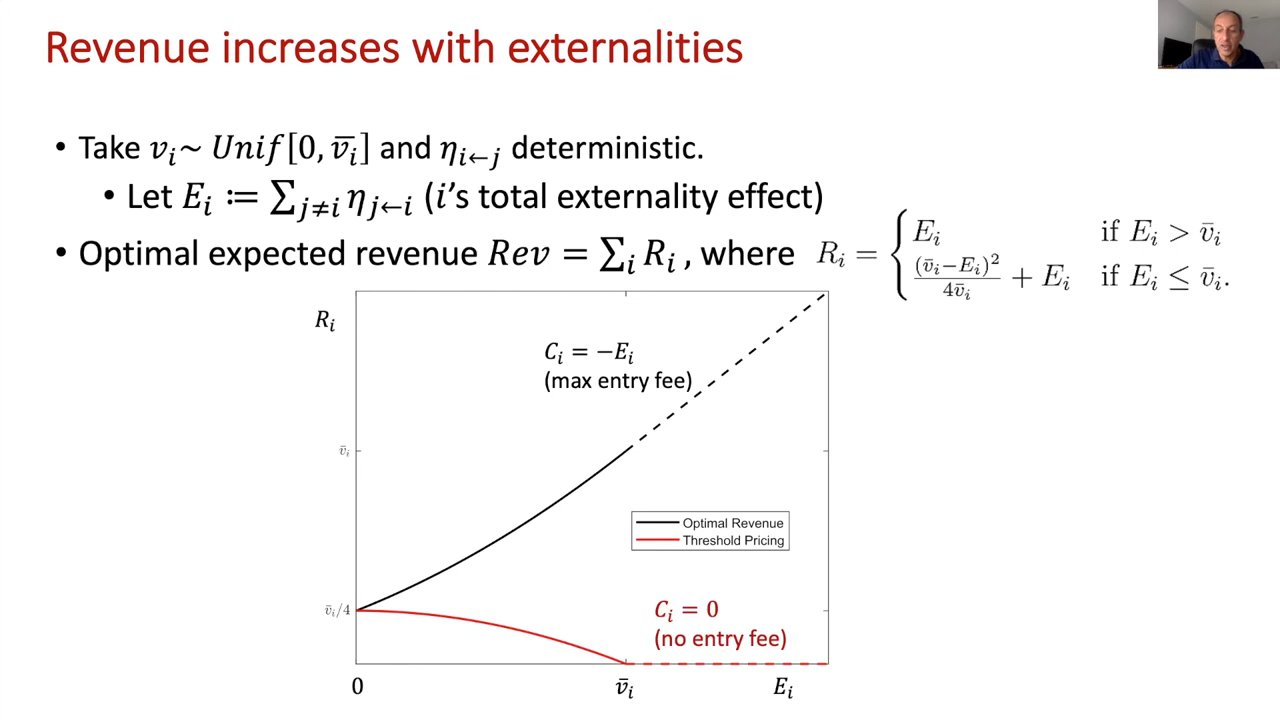 Revenue increases with externalities
• Take 𝑣ᵢ~ 𝑈𝑛𝑖𝑓[0, v̄ᵢ] and ηᵢ←ⱼ deterministic.
• Let Eᵢ ≔ ∑ⱼ≠ᵢ ηⱼ←ᵢ (i’s total externality effect)
• Optimal expected revenue Rev = ∑ᵢ Rᵢ , where Rᵢ = { Eᵢ if Eᵢ > v̄ᵢ
(v̄ᵢ−Eᵢ)²/4v̄ᵢ + Eᵢ if Eᵢ ≤ v̄ᵢ.
Rᵢ
Cᵢ = −Eᵢ
(max entry fee)
v̄ᵢ
Optimal Revenue
Threshold Pricing
v̄ᵢ/4
Cᵢ = 0
(no entry fee)
0 v̄ᵢ Eᵢ